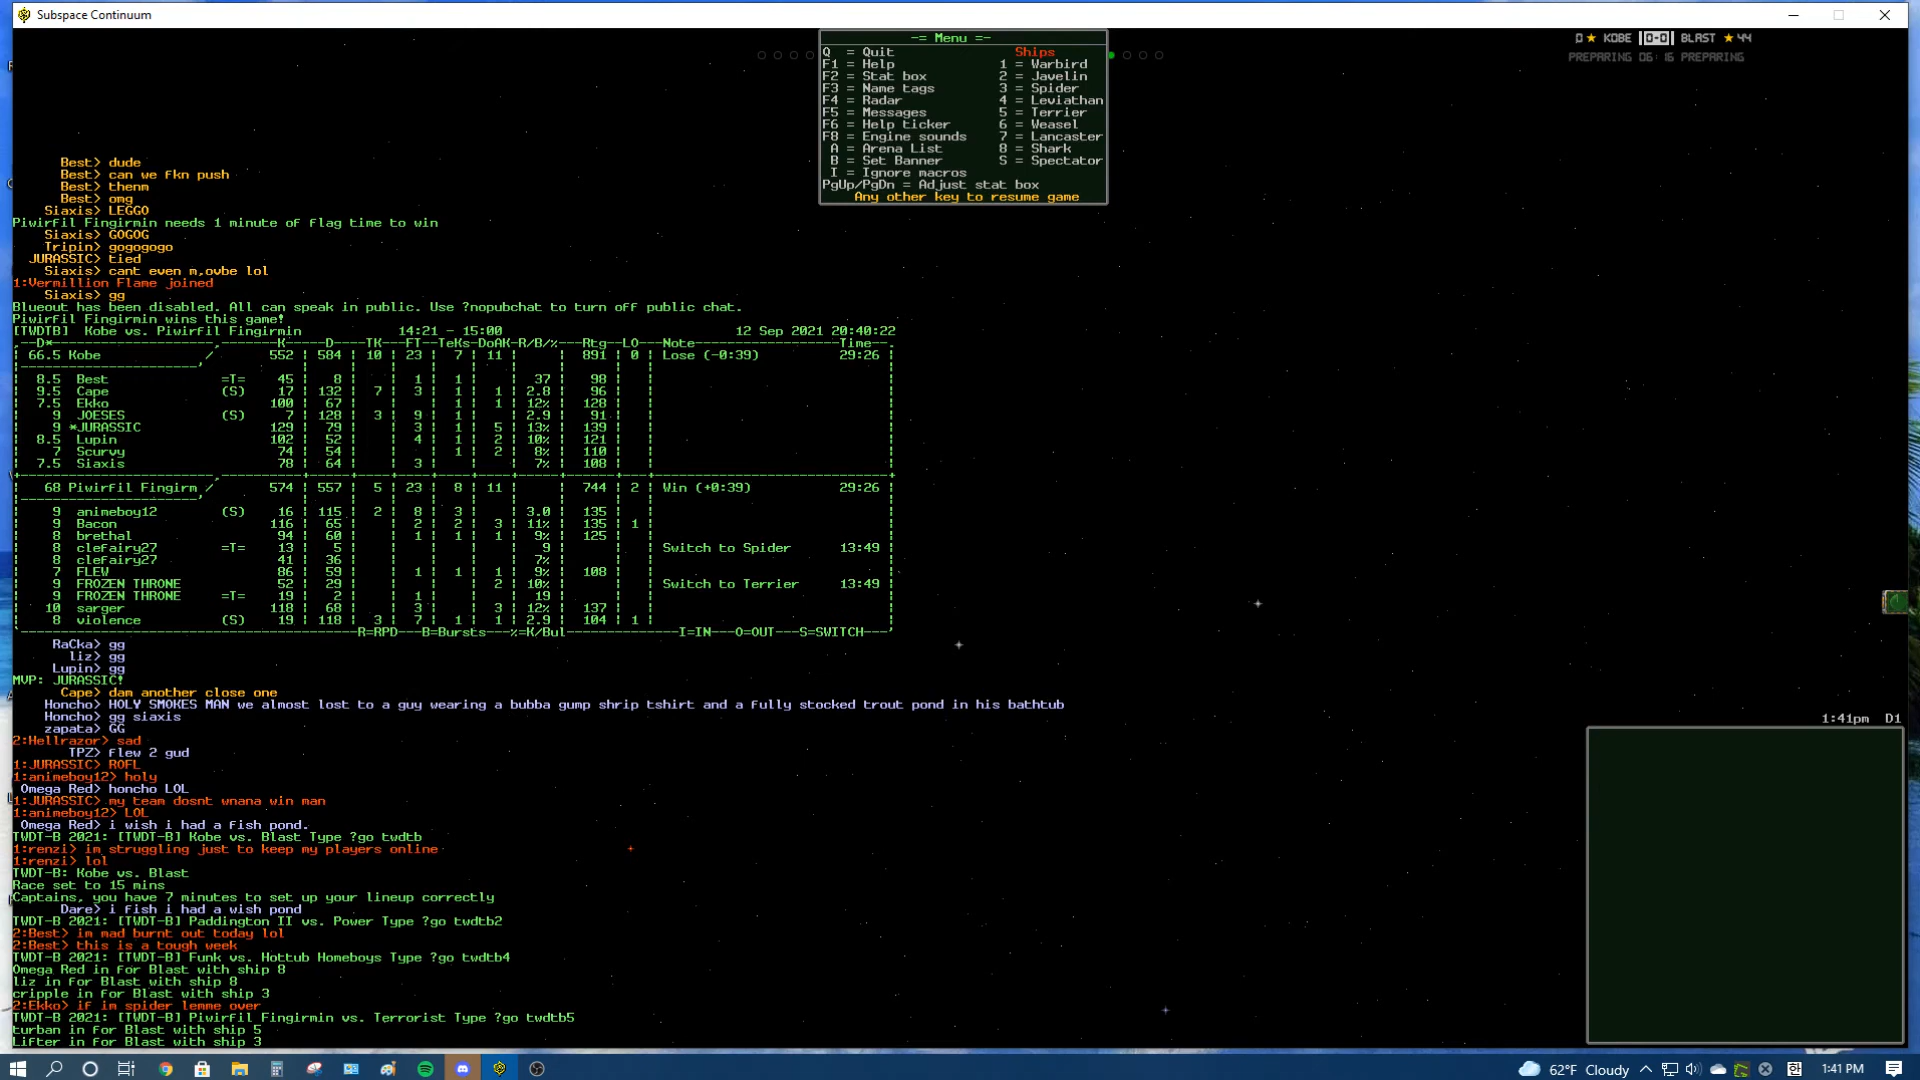 Subspace Continuum
-= Menu =-
Q = Quit Ships
F1 = Help 1 = Warbird
F2 = Stat box 2 = Javelin
F3 = Name tags 3 = Spider
F4 = Radar 4 = Leviathan
F5 = Messages 5 = Terrier
F6 = Help ticker 6 = Weasel
F8 = Engine sounds 7 = Lancaster
A = Arena List 8 = Shark
B = Set Banner S = Spectator
I = Ignore macros
PgUp/PgDn = Adjust stat box
Any other key to resume game
0 ★ KOBE 0-0 BLAST ★ 44
PREPARING 06:16 PREPARING
Best> dude
Best> can we fkn push
Best> thenm
Best> omg
Siaxis> LEGGO
Piwirfil Fingirmin needs 1 minute of flag time to win
Siaxis> GOGOG
Tripin> gogogogo
JURASSIC> tied
Siaxis> cant even m,ovbe lol
1:Vermillion Flame joined
Siaxis> gg
Blueout has been disabled. All can speak in public. Use ?nopubchat to turn off public chat.
Piwirfil Fingirmin wins this game!
[TWDTB] Kobe vs. Piwirfil Fingirmin 14:21 - 15:00 12 Sep 2021 20:40:22
D* K D TK FT TeKs DoAK R/B/% Rtg LO Note Time
66.5 Kobe / 552 584 10 23 7 11 891 0 Lose (-0:39) 29:26
8.5 Best =T= 45 8 1 1 37 98
9.5 Cape (S) 17 132 7 3 1 1 2.8 96
7.5 Ekko 100 67 1 1 12% 128
9 JOESES (S) 7 128 3 9 1 2.9 91
9 *JURASSIC 129 79 3 1 5 13% 139
8.5 Lupin 102 52 4 1 2 10% 121
7 Scurvy 74 54 1 2 8% 110
7.5 Siaxis 78 64 3 7% 108
68 Piwirfil Fingirm / 574 557 5 23 8 11 744 2 Win (+0:39) 29:26
9 animeboy12 (S) 16 115 2 8 3 3.0 135
9 Bacon 116 65 2 2 3 11% 135 1
8 brethal 94 60 1 1 1 9% 125
8 clefairy27 =T= 13 5 9 Switch to Spider 13:49
8 clefairy27 41 36 7%
7 FLEW 86 59 1 1 1 9% 108
9 FROZEN THRONE 52 29 2 10% Switch to Terrier 13:49
9 FROZEN THRONE =T= 19 2 1 19
10 sarger 118 68 3 3 12% 137
8 violence (S) 19 118 3 7 1 1 2.9 104 1
R=RPD---B=Bursts---%=K/Bul I=IN---O=OUT---S=SWITCH
RaCka> gg
liz> gg
Lupin> gg
MVP: JURASSIC!
Cape> dam another close one
Honcho> HOLY SMOKES MAN we almost lost to a guy wearing a bubba gump shrip tshirt and a fully stocked trout pond in his bathtub
Honcho> gg siaxis
zapata> GG
2:Hellrazor> sad
TPZ> flew 2 gud
1:JURASSIC> ROFL
1:animeboy12> holy
Omega Red> honcho LOL
1:JURASSIC> my team dosnt wnana win man
1:animeboy12> LOL
Omega Red> i wish i had a fish pond.
TWDT-B 2021: [TWDT-B] Kobe vs. Blast Type ?go twdtb
1:renzi> im struggling just to keep my players online
1:renzi> lol
TWDT-B: Kobe vs. Blast
Race set to 15 mins
Captains, you have 7 minutes to set up your lineup correctly
Dare> i fish i had a wish pond
TWDT-B 2021: [TWDT-B] Paddington II vs. Power Type ?go twdtb2
2:Best> im mad burnt out today lol
2:Best> this is a tough week
TWDT-B 2021: [TWDT-B] Funk vs. Hottub Homeboys Type ?go twdtb4
Omega Red in for Blast with ship 8
liz in for Blast with ship 8
cripple in for Blast with ship 3
2:Ekko> if im spider lemme over
TWDT-B 2021: [TWDT-B] Piwirfil Fingirmin vs. Terrorist Type ?go twdtb5
turban in for Blast with ship 5
Lifter in for Blast with ship 3
1:41pm D1
62°F Cloudy
1:41 PM